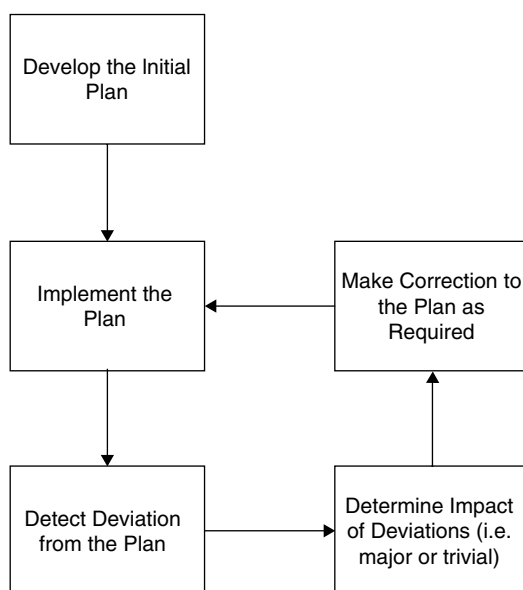 Develop the Initial
Plan
Implement the
Plan
Make Correction to
the Plan as
Required
Detect Deviation
from the Plan
Determine Impact
of Deviations (i.e.
major or trivial)